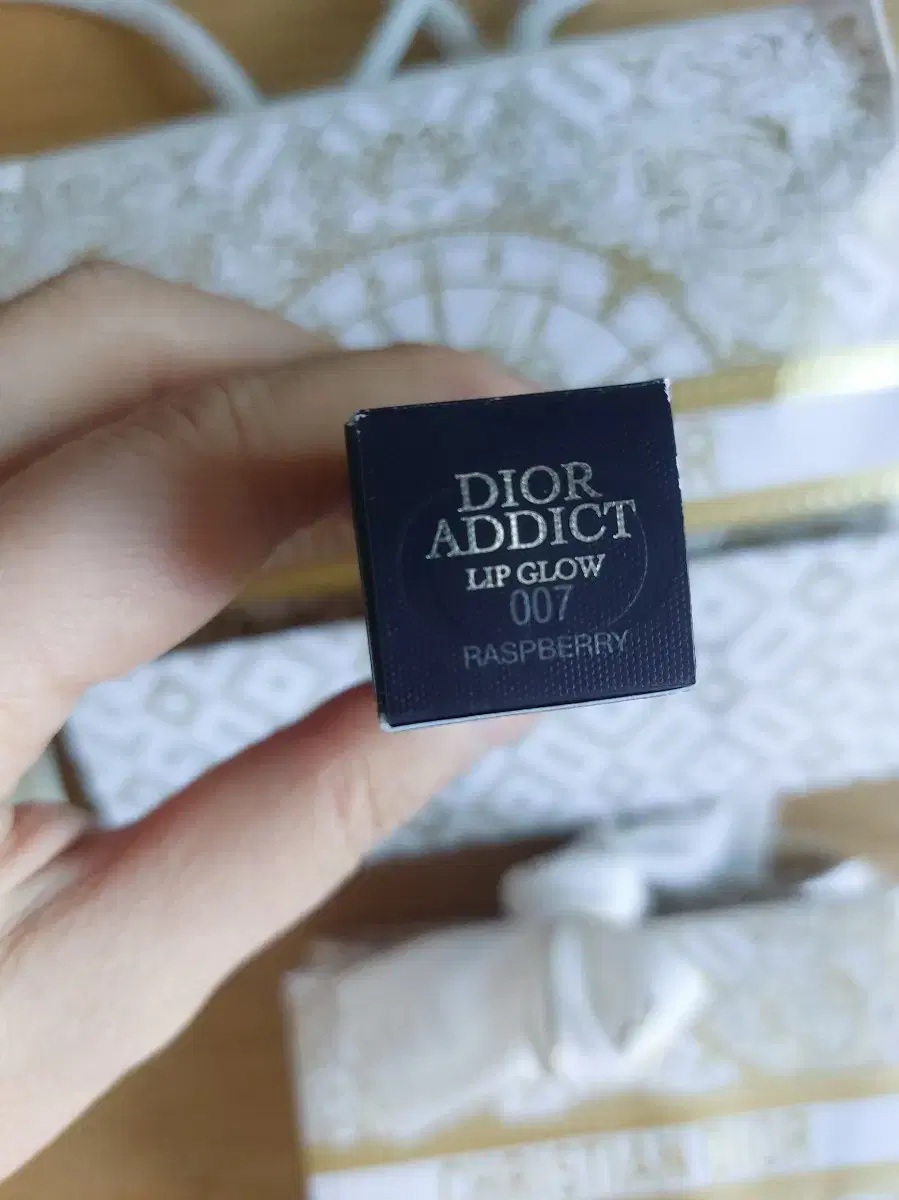 DIOR
ADDICT
LIP GLOW
007
RASPBERRY